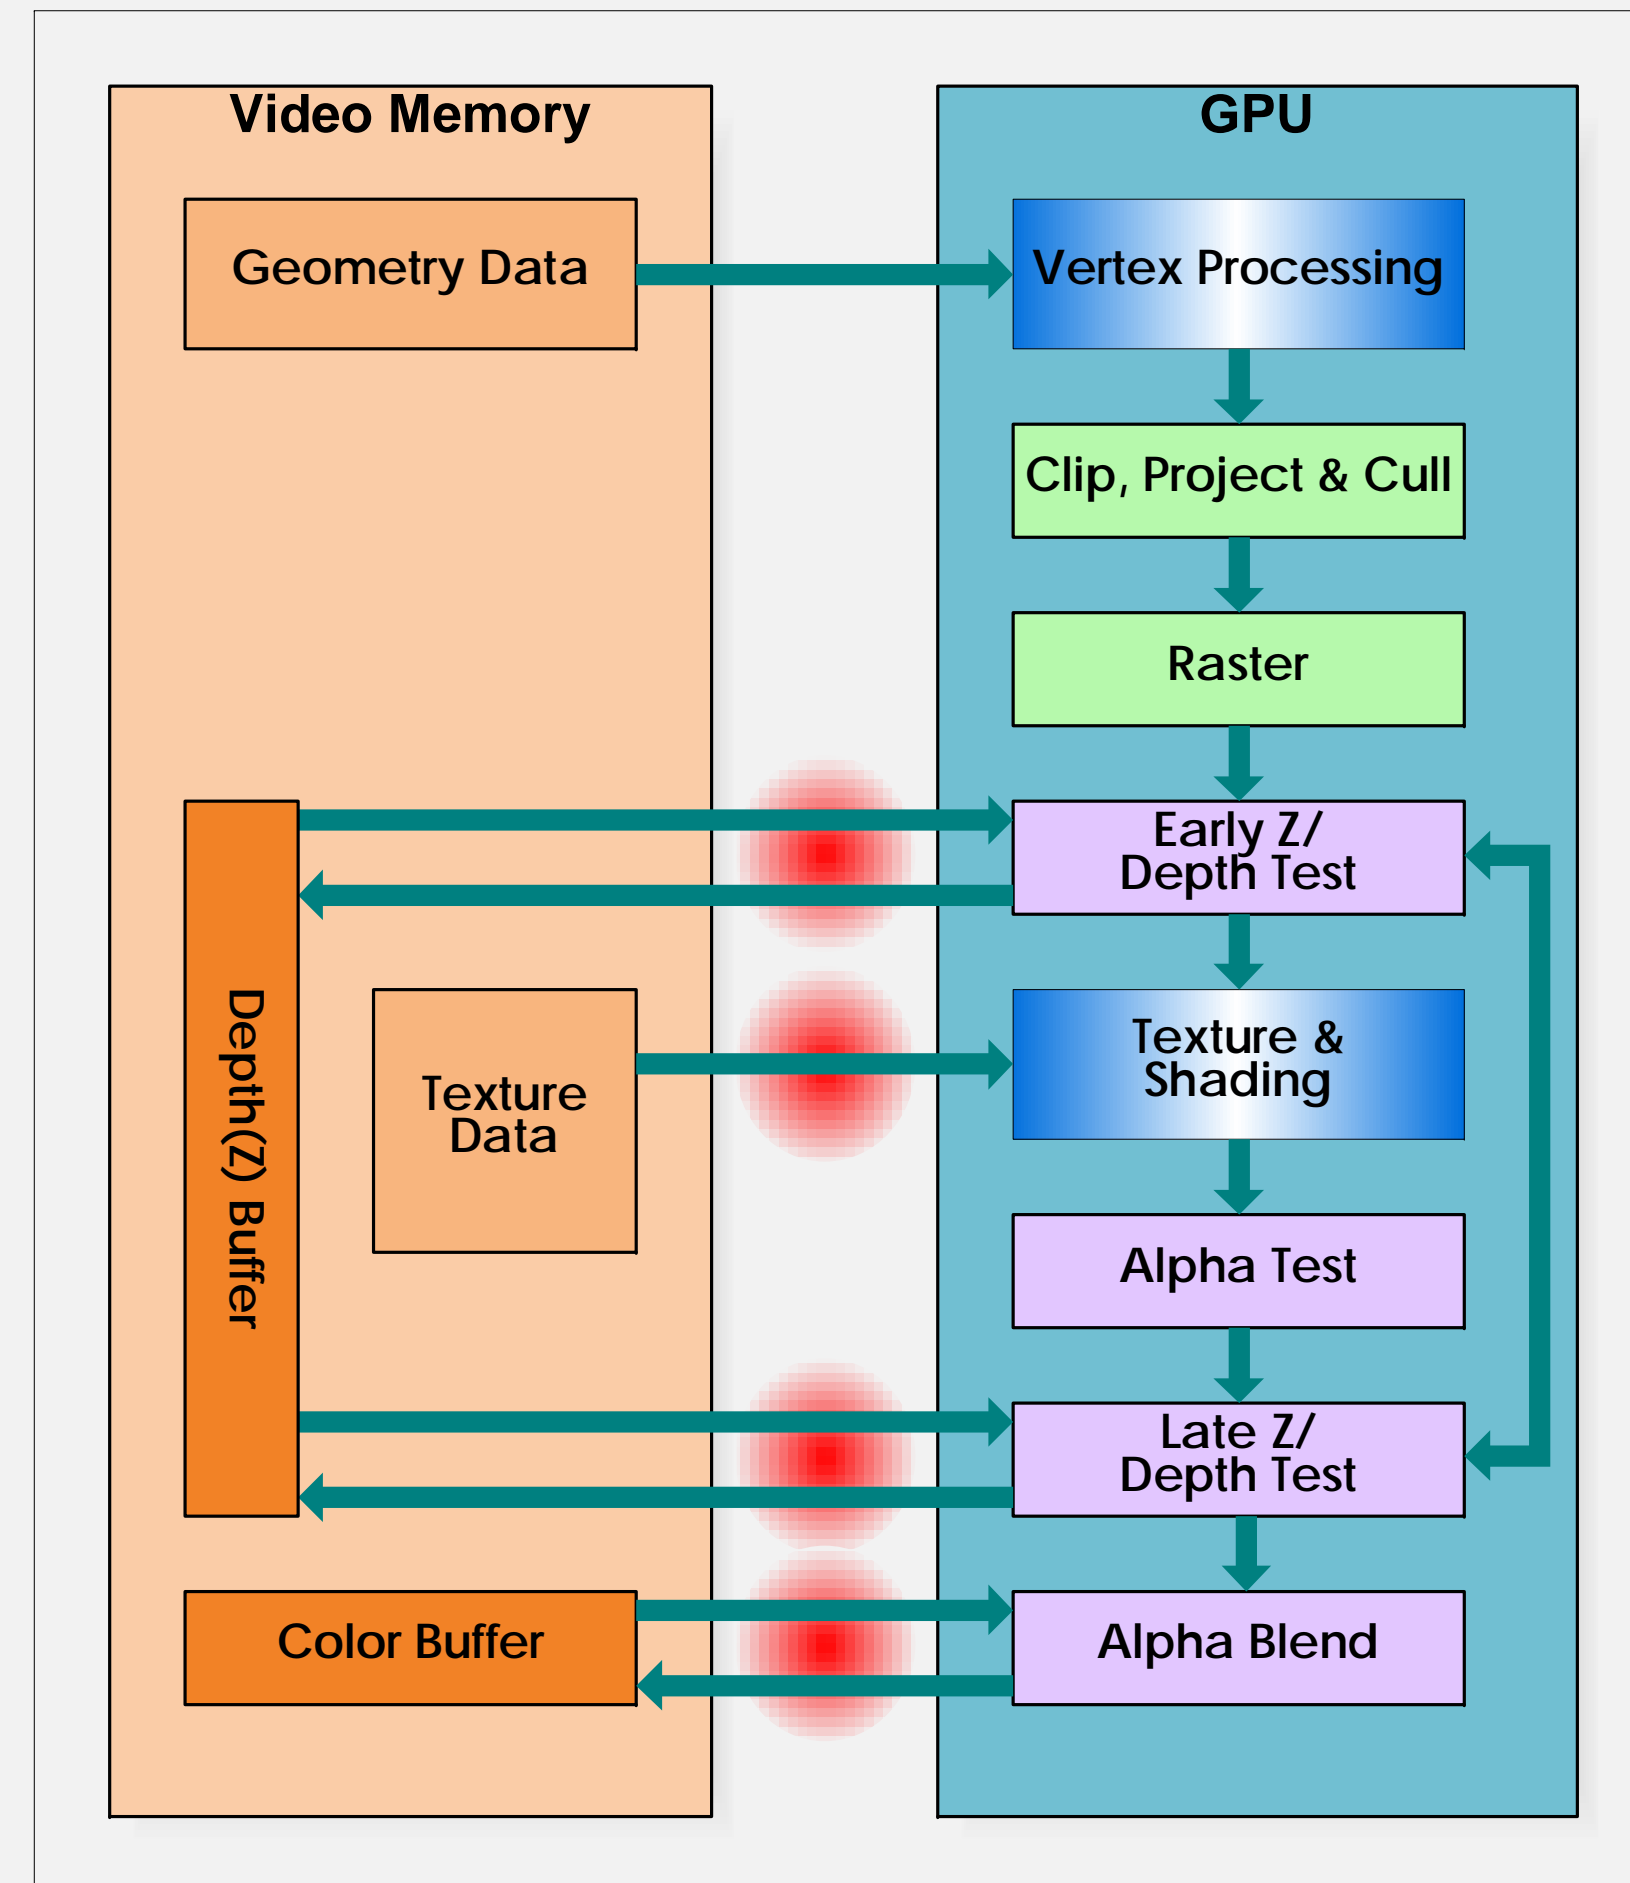 Video Memory
GPU
Geometry Data
Vertex Processing
Clip, Project & Cull
Raster
Early Z/
Depth Test
Depth(Z) Buffer
Texture
Data
Texture &
Shading
Alpha Test
Late Z/
Depth Test
Color Buffer
Alpha Blend